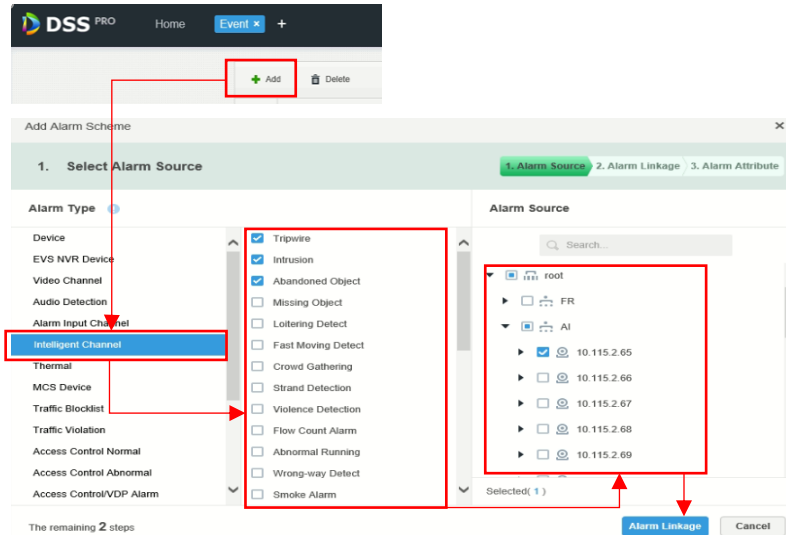 DSS PRO Home Event × +
Add Delete
Add Alarm Scheme ×
1. Select Alarm Source
1. Alarm Source 2. Alarm Linkage 3. Alarm Attribute
Alarm Type
Device
EVS NVR Device
Video Channel
Audio Detection
Alarm Input Channel
Intelligent Channel
Thermal
MCS Device
Traffic Blocklist
Traffic Violation
Access Control Normal
Access Control Abnormal
Access Control/VDP Alarm
Tripwire
Intrusion
Abandoned Object
Missing Object
Loitering Detect
Fast Moving Detect
Crowd Gathering
Strand Detection
Violence Detection
Flow Count Alarm
Abnormal Running
Wrong-way Detect
Smoke Alarm
Alarm Source
Search...
root
FR
AI
10.115.2.65
10.115.2.66
10.115.2.67
10.115.2.68
10.115.2.69
Selected( 1 )
The remaining 2 steps
Alarm Linkage Cancel